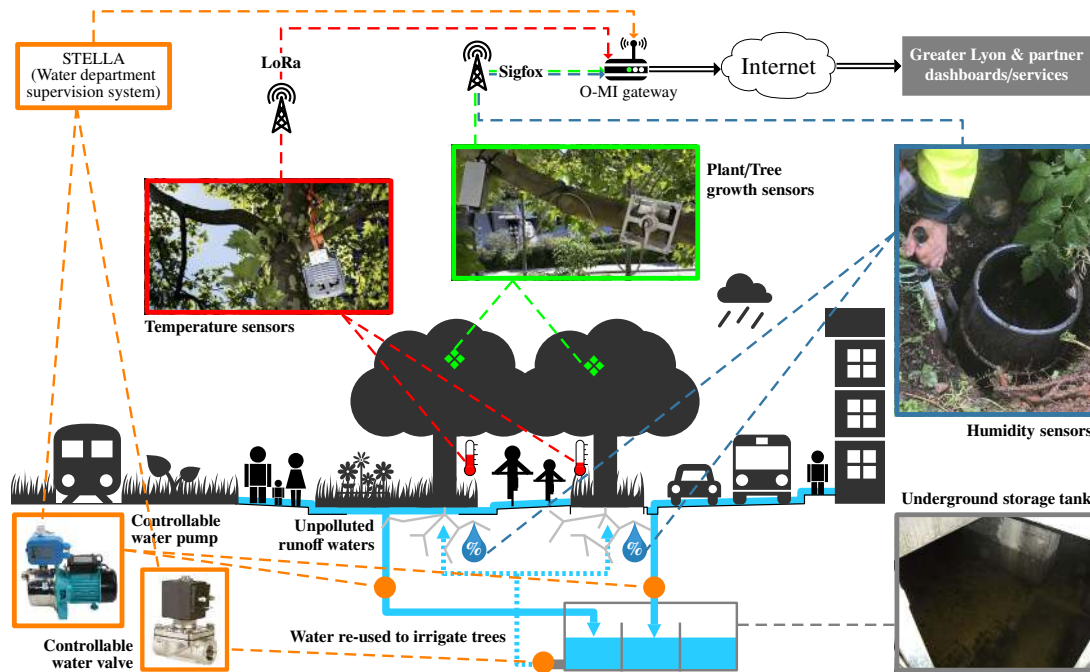 STELLA
(Water department
supervision system)
LoRa
Sigfox
O-MI gateway
Internet
Greater Lyon & partner
dashboards/services
Plant/Tree
growth sensors
Temperature sensors
Humidity sensors
Controllable
water pump
Unpolluted
runoff waters
% %
Underground storage tank
Controllable
water valve
Water re-used to irrigate trees